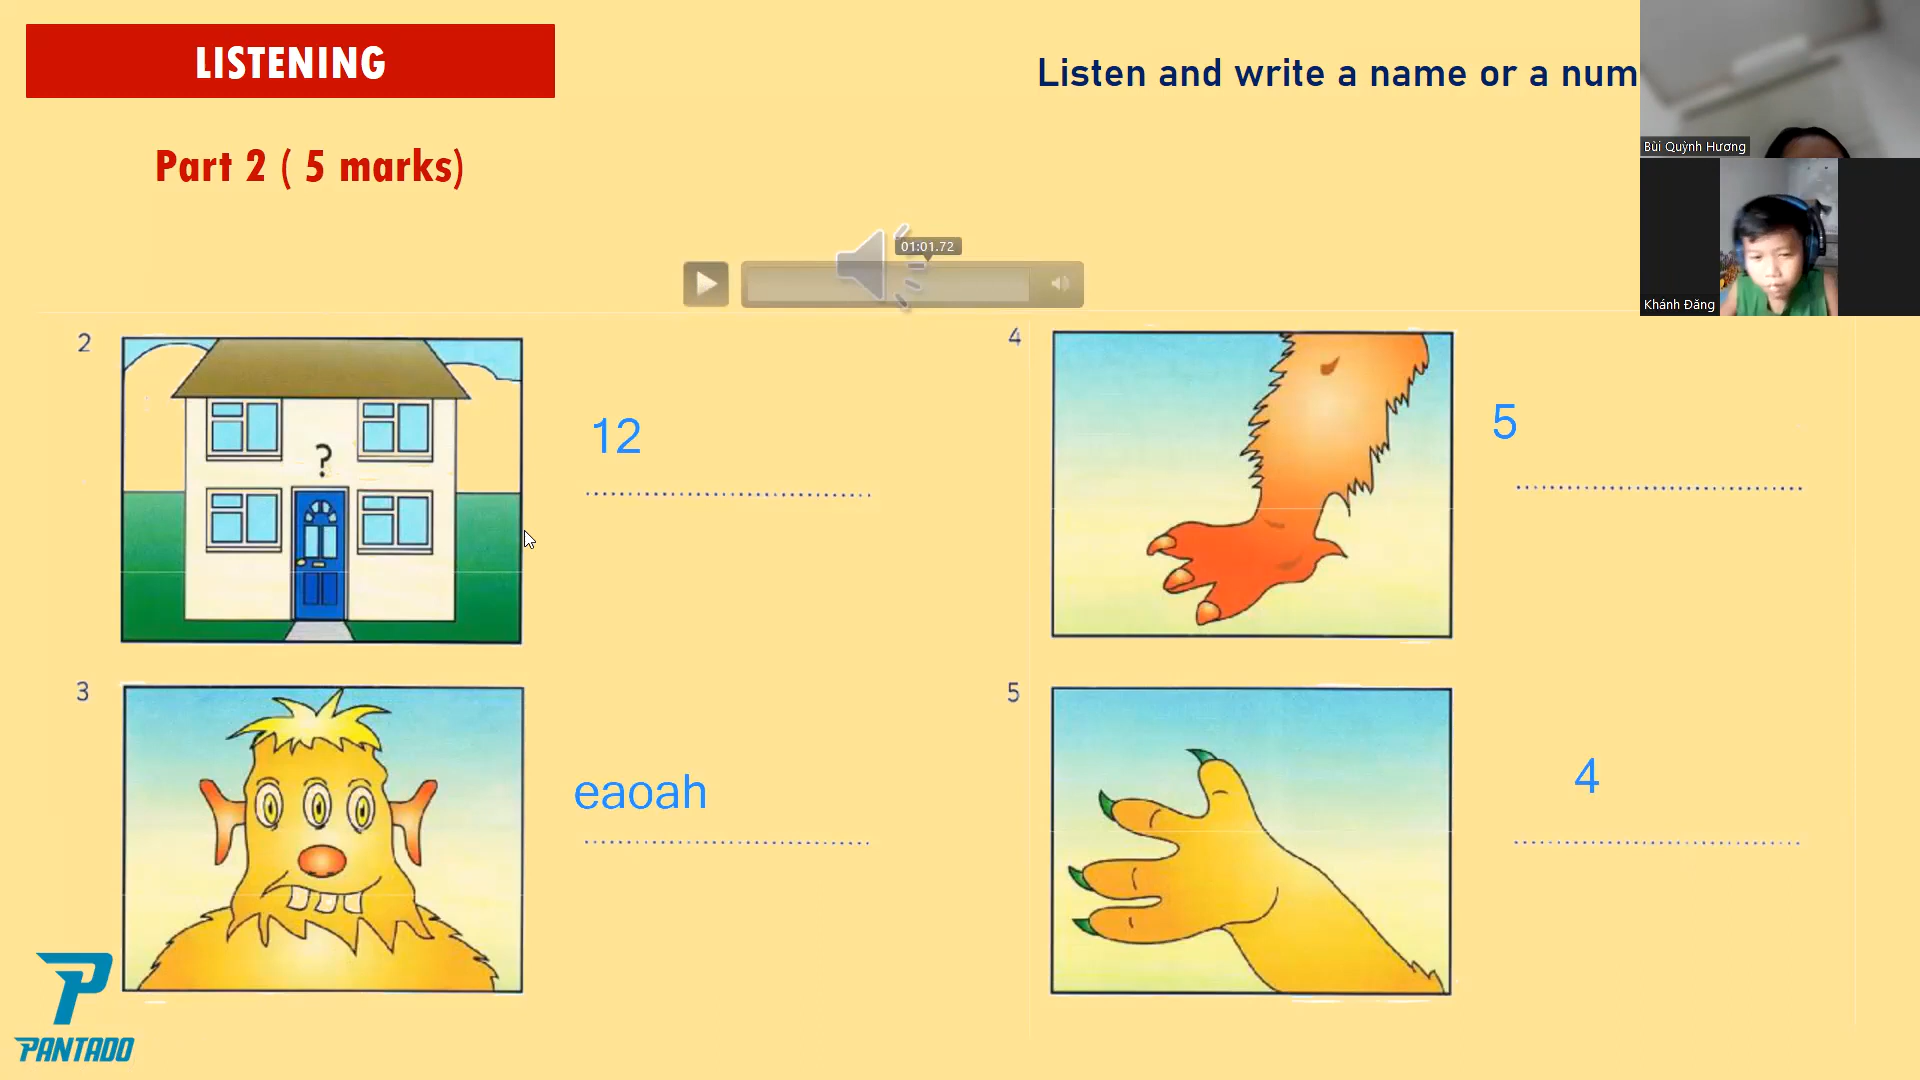 LISTENING
Listen and write a name or a num
Bùi Quỳnh Hương
Part 2 ( 5 marks)
01:01.72
Khánh Đăng
2
?
12
4
5
3
eaoah
5
4
PANTADO